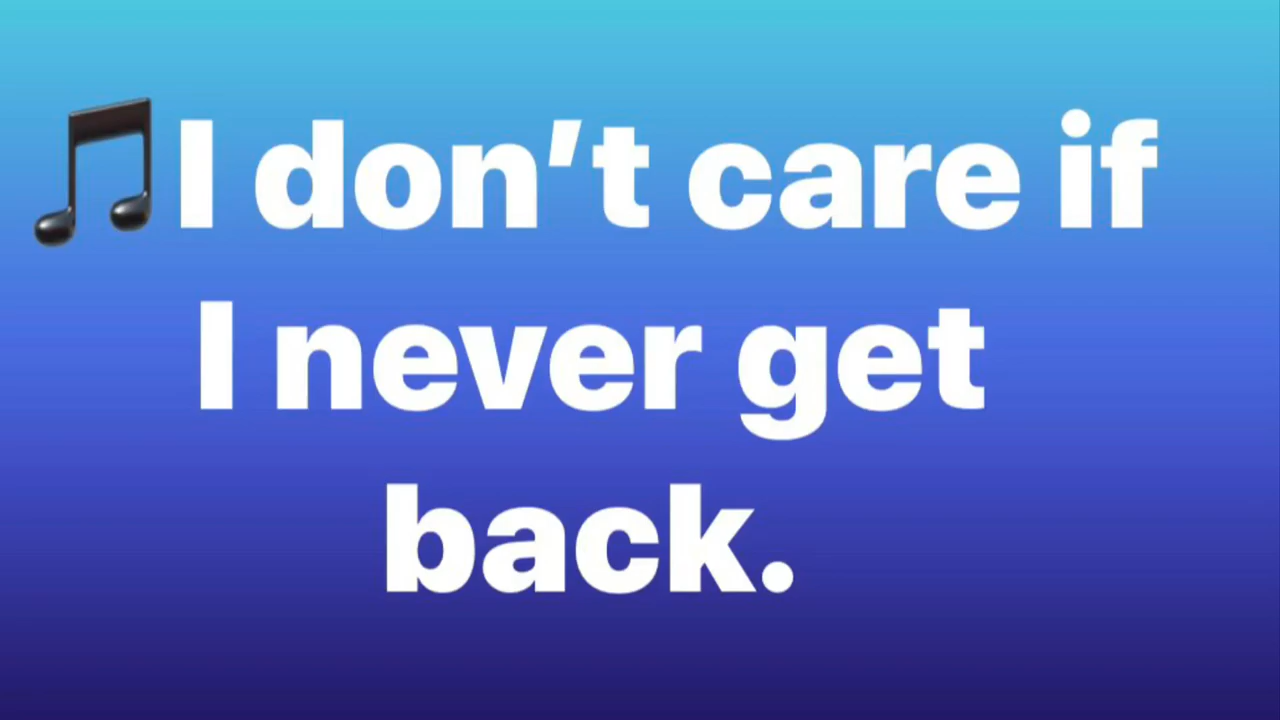 🎵I don’t care if
I never get
back.